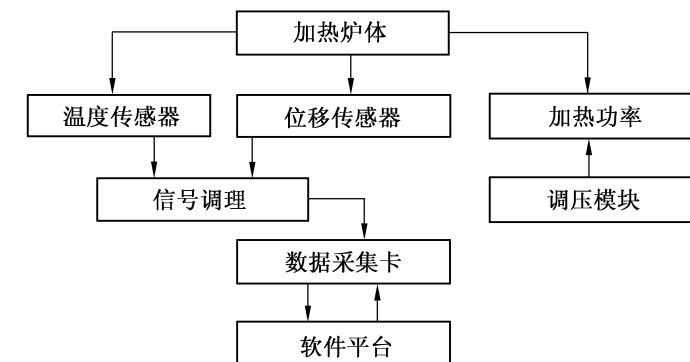 加热炉体
温度传感器
位移传感器
加热功率
信号调理
调压模块
数据采集卡
软件平台